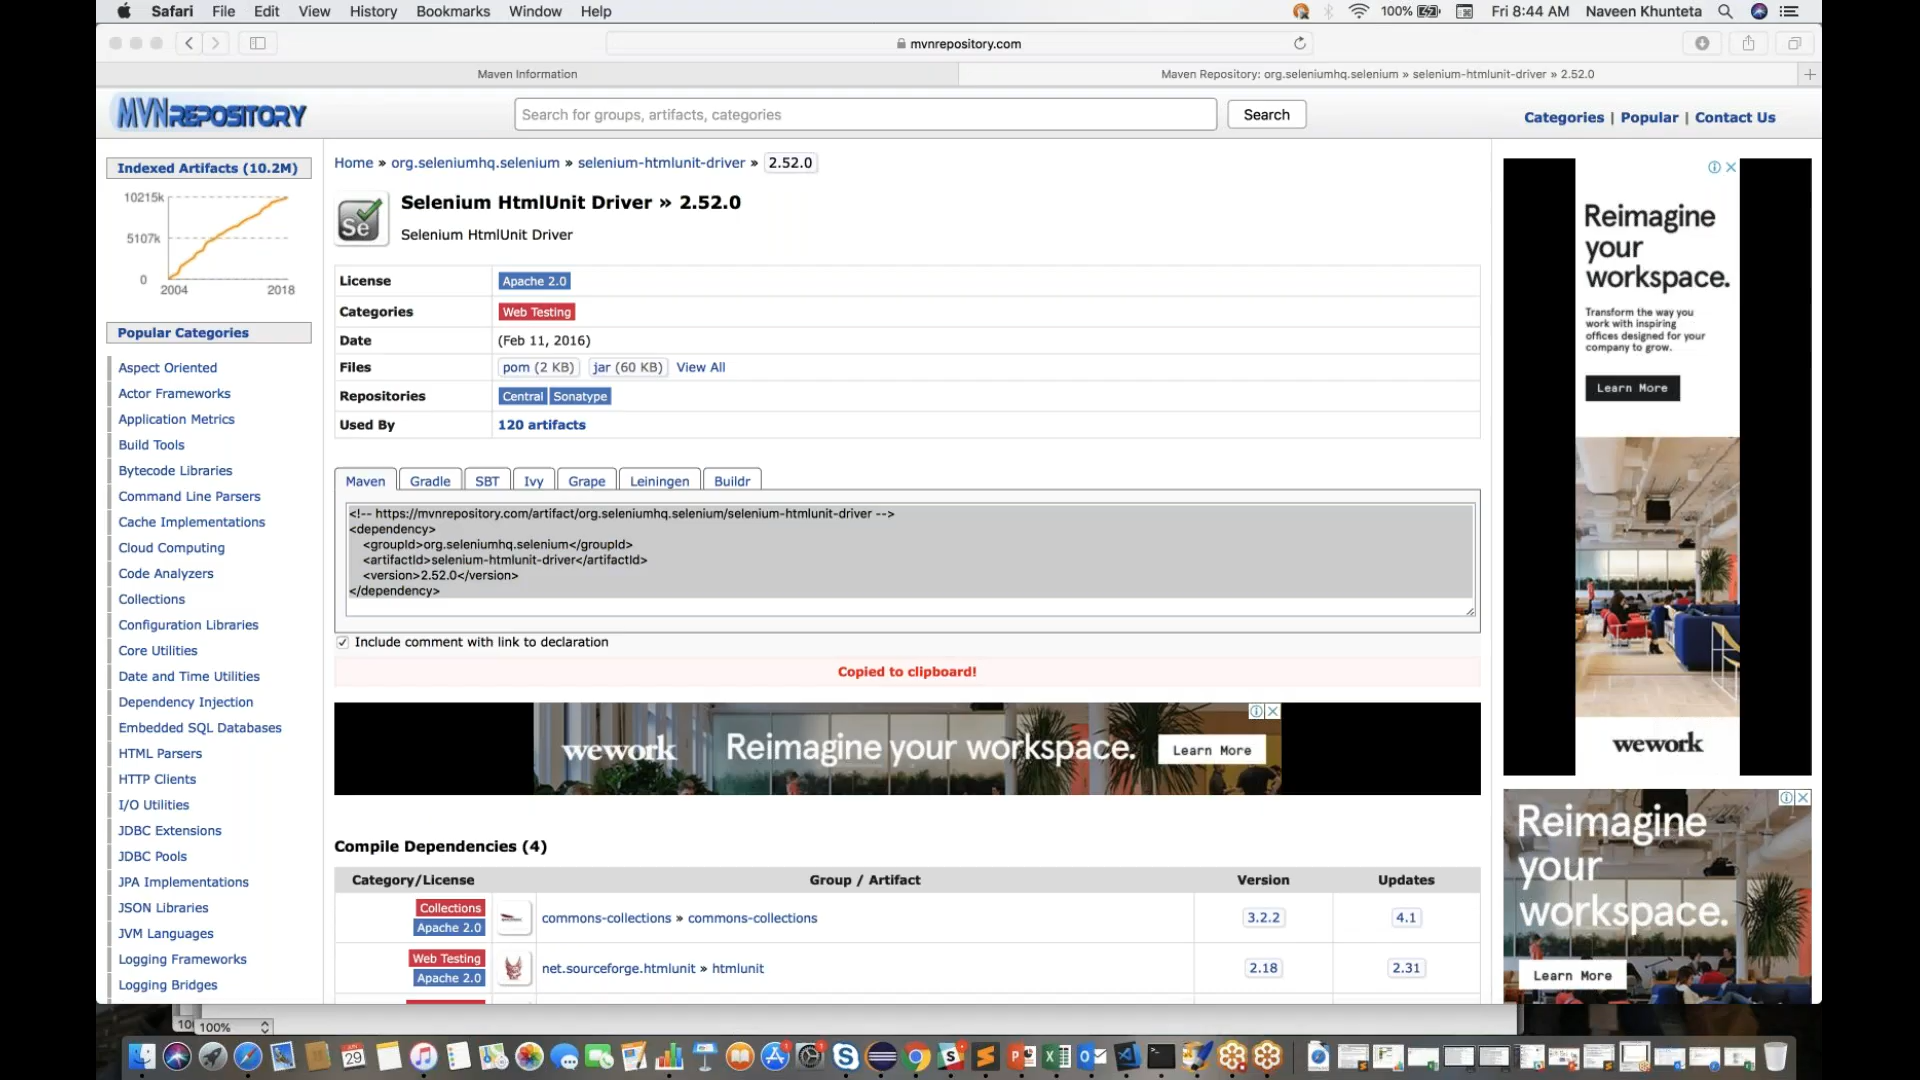 Safari File Edit View History Bookmarks Window Help 100% Fri 8:44 AM Naveen Khunteta
mvnrepository.com
Maven Information Maven Repository: org.seleniumhq.selenium » selenium-htmlunit-driver » 2.52.0
MVNREPOSITORY Search for groups, artifacts, categories Search Categories | Popular | Contact Us
Indexed Artifacts (10.2M)
10215k
5107k
0
2004 2018
Popular Categories
Aspect Oriented
Actor Frameworks
Application Metrics
Build Tools
Bytecode Libraries
Command Line Parsers
Cache Implementations
Cloud Computing
Code Analyzers
Collections
Configuration Libraries
Core Utilities
Date and Time Utilities
Dependency Injection
Embedded SQL Databases
HTML Parsers
HTTP Clients
I/O Utilities
JDBC Extensions
JDBC Pools
JPA Implementations
JSON Libraries
JVM Languages
Logging Frameworks
Logging Bridges
Home » org.seleniumhq.selenium » selenium-htmlunit-driver » 2.52.0
Se
Selenium HtmlUnit Driver » 2.52.0
Selenium HtmlUnit Driver
License Apache 2.0
Categories Web Testing
Date (Feb 11, 2016)
Files pom (2 KB) jar (60 KB) View All
Repositories Central Sonatype
Used By 120 artifacts
Maven Gradle SBT Ivy Grape Leiningen Buildr
<!-- https://mvnrepository.com/artifact/org.seleniumhq.selenium/selenium-htmlunit-driver -->
<dependency>
<groupId>org.seleniumhq.selenium</groupId>
<artifactId>selenium-htmlunit-driver</artifactId>
<version>2.52.0</version>
</dependency>
Include comment with link to declaration
Copied to clipboard!
wework Reimagine your workspace. Learn More
Compile Dependencies (4)
Category/License Group / Artifact Version Updates
Collections
Apache 2.0
commons-collections » commons-collections 3.2.2 4.1
Web Testing
Apache 2.0
net.sourceforge.htmlunit » htmlunit 2.18 2.31
Reimagine
your
workspace.
Transform the way you
work with inspiring
offices designed for your
company to grow.
Learn More
wework
Reimagine
your
workspace.
Learn More
100%
29